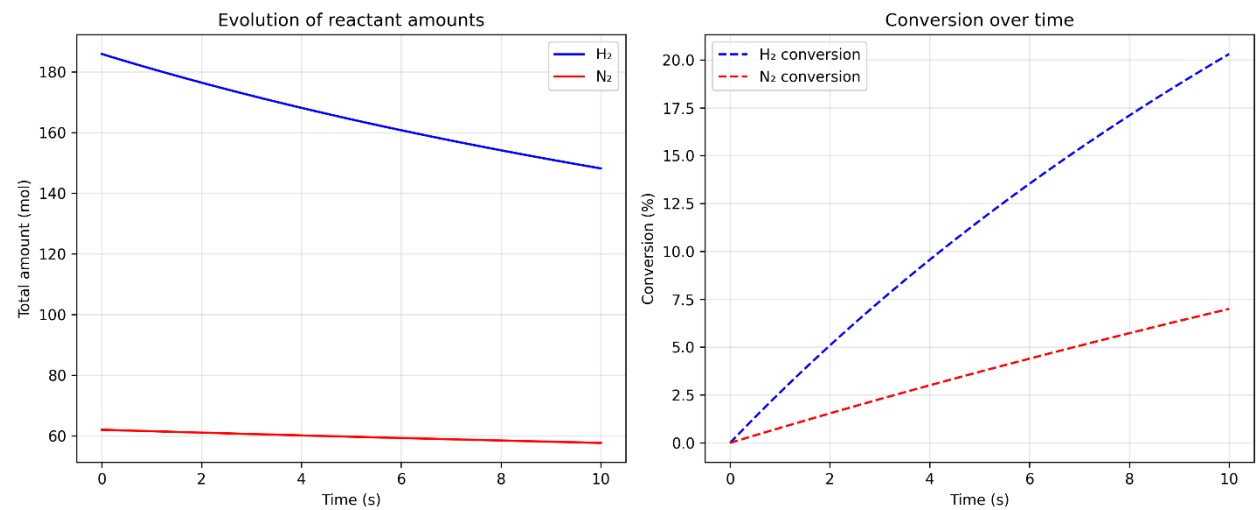 Evolution of reactant amounts
H₂
N₂
180
160
140
120
100
80
60
Total amount (mol)
0 2 4 6 8 10
Time (s)
Conversion over time
H₂ conversion
N₂ conversion
20.0
17.5
15.0
12.5
10.0
7.5
5.0
2.5
0.0
Conversion (%)
0 2 4 6 8 10
Time (s)